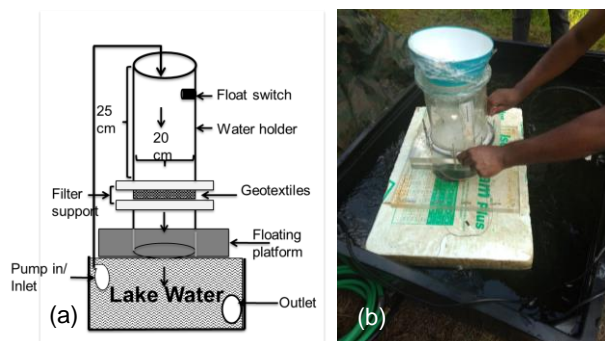 25
cm
20
cm
Float switch
Water holder
Filter
support
Geotextiles
Floating
platform
Pump in/
Inlet
Lake Water
Outlet
(a)
Plus
(b)